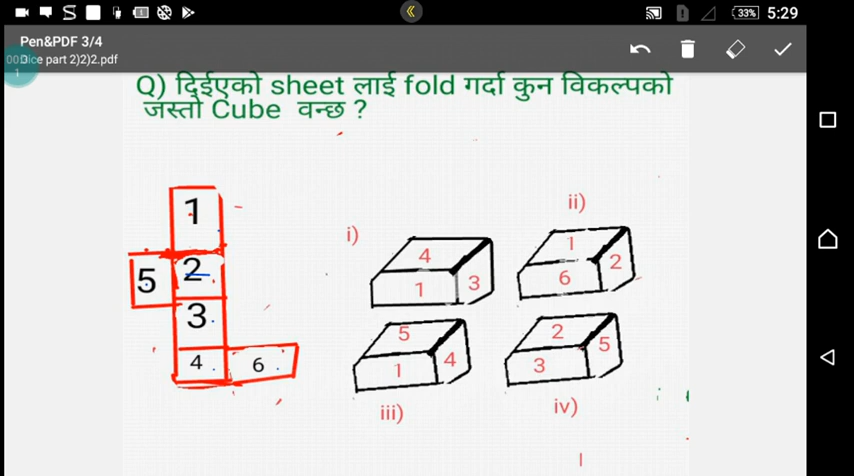 33% 5:29
Pen&PDF 3/4
Dice part 2)2)2.pdf
Q) दिईएको sheet लाई fold गर्दा कुन विकल्पको
जस्तो Cube वन्छ ?
1
5 2
3
4 6
i)
4
1 3
ii)
1
6 2
5
1 4
iii)
2
3 5
iv)